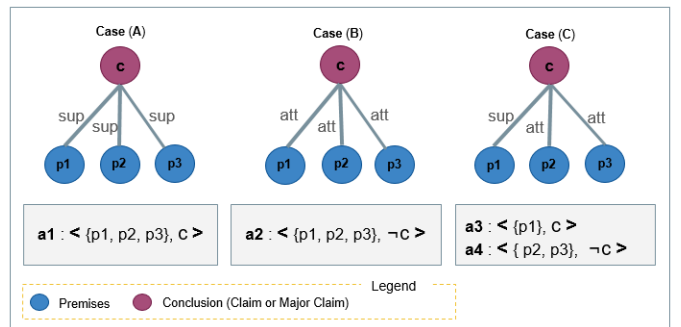 Case (A)
Case (B)
Case (C)
c
c
c
sup
sup
sup
att
att
att
sup
att
att
p1
p2
p3
p1
p2
p3
p1
p2
p3
a1 : < {p1, p2, p3}, C >
a2 : < {p1, p2, p3}, ¬C >
a3 : < {p1}, C >
a4 : < { p2, p3}, ¬C >
Legend
Premises
Conclusion (Claim or Major Claim)